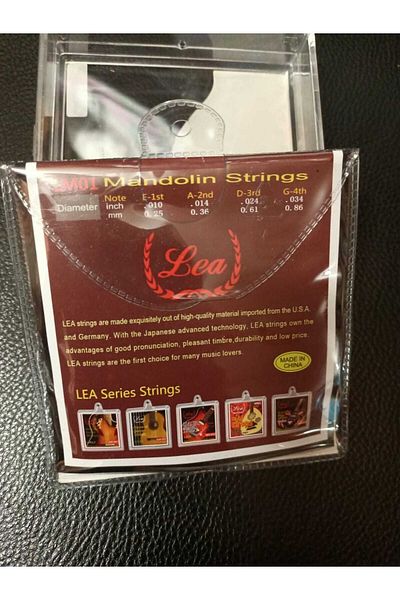 M01 Mandolin Strings
Note E-1st A-2nd D-3rd G-4th
Diameter inch .010 .014 .024 .034
mm 0.25 0.36 0.61 0.86
Lea
LEA strings are made exquisitely out of high-quality material imported from the U.S.A.
and Germany. With the Japanese advanced technology, LEA strings own the
advantages of good pronunciation, pleasant timbre,durability and low price.
LEA strings are the first choice for many music lovers.
MADE IN
CHINA
LEA Series Strings